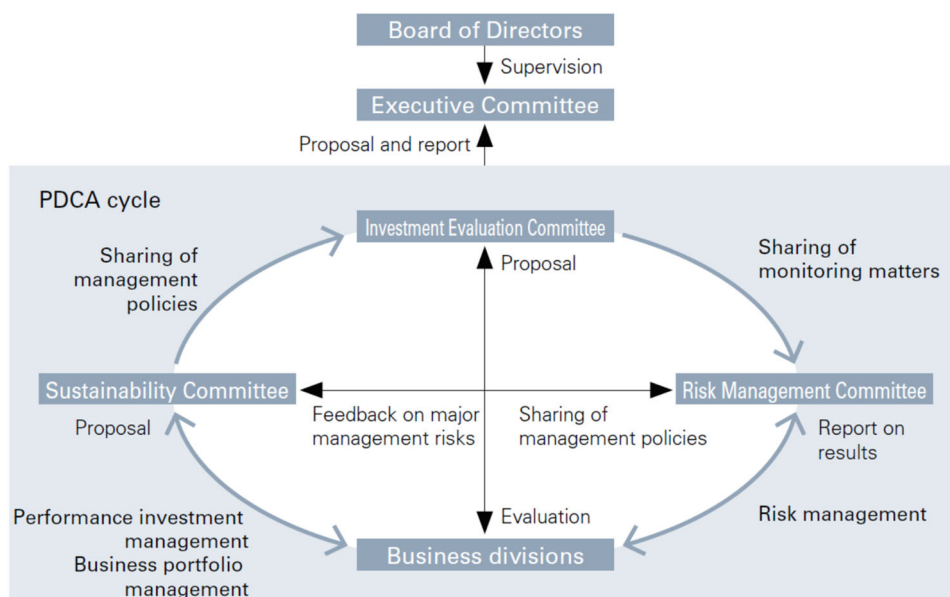 Board of Directors
Supervision
Executive Committee
Proposal and report
PDCA cycle
Investment Evaluation Committee
Sharing of
management
policies
Proposal
Sharing of
monitoring matters
Sustainability Committee
Risk Management Committee
Proposal
Feedback on major
management risks
Sharing of
management policies
Report on
results
Performance investment
management
Business portfolio
management
Evaluation
Risk management
Business divisions